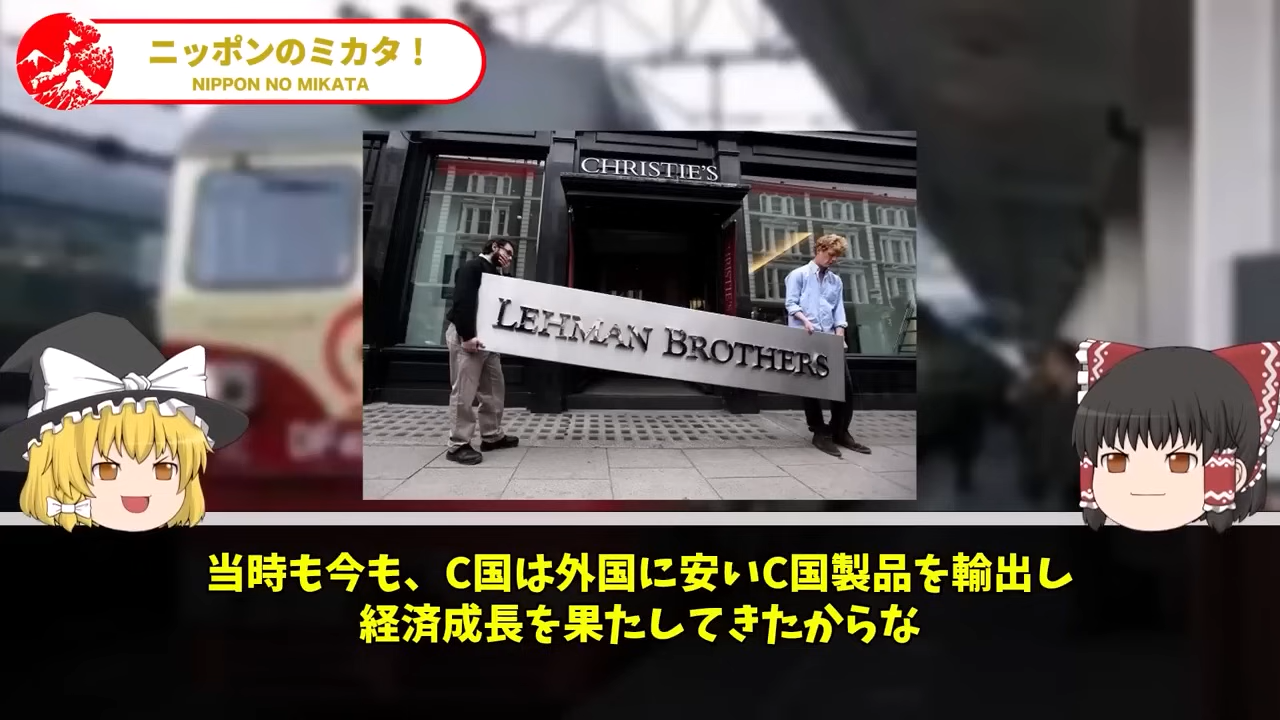 ニッポンのミカタ！
NIPPON NO MIKATA
CHRISTIE'S
LEHMAN BROTHERS
当時も今も、C国は外国に安いC国製品を輸出し
経済成長を果たしてきたからな